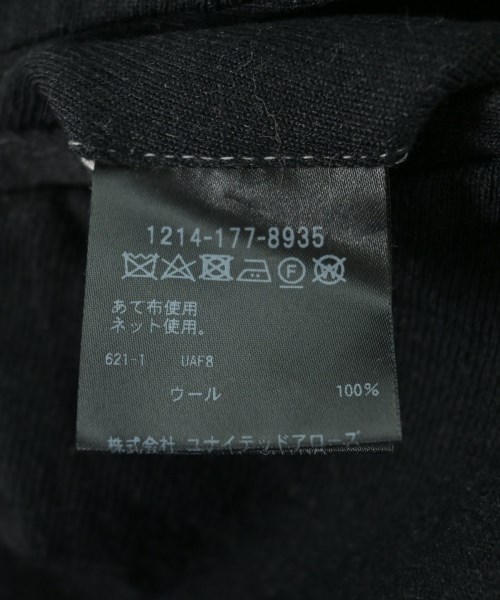 1214-177-8935
F W
あて布使用
ネット使用。
621-1 UAF8
ウール 100%
株式会社 ユナイテッドアローズ